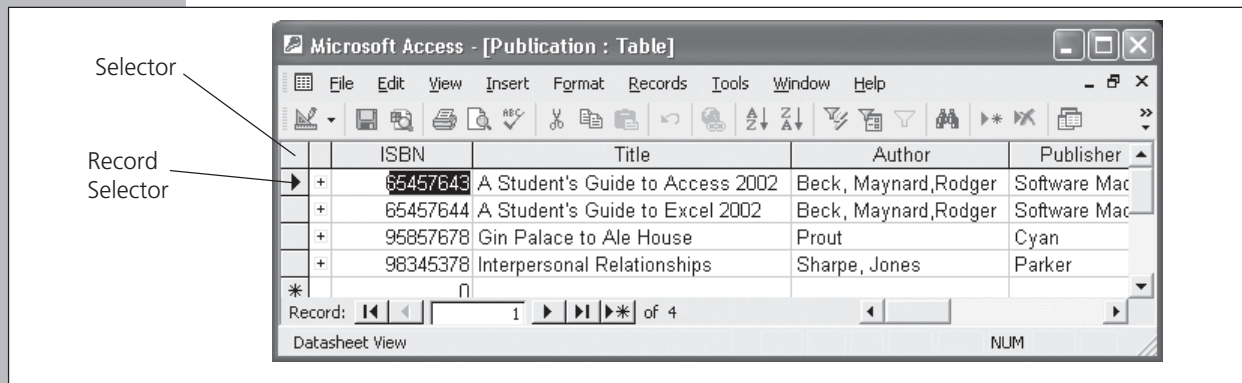 Microsoft Access - [Publication : Table]
Selector
File Edit View Insert Format Records Tools Window Help
ISBN Title Author Publisher
Record Selector
65457643 A Student's Guide to Access 2002 Beck, Maynard,Rodger Software Mac
65457644 A Student's Guide to Excel 2002 Beck, Maynard,Rodger Software Mac
95857678 Gin Palace to Ale House Prout Cyan
98345378 Interpersonal Relationships Sharpe, Jones Parker
0
Record: 1 of 4
Datasheet View NUM